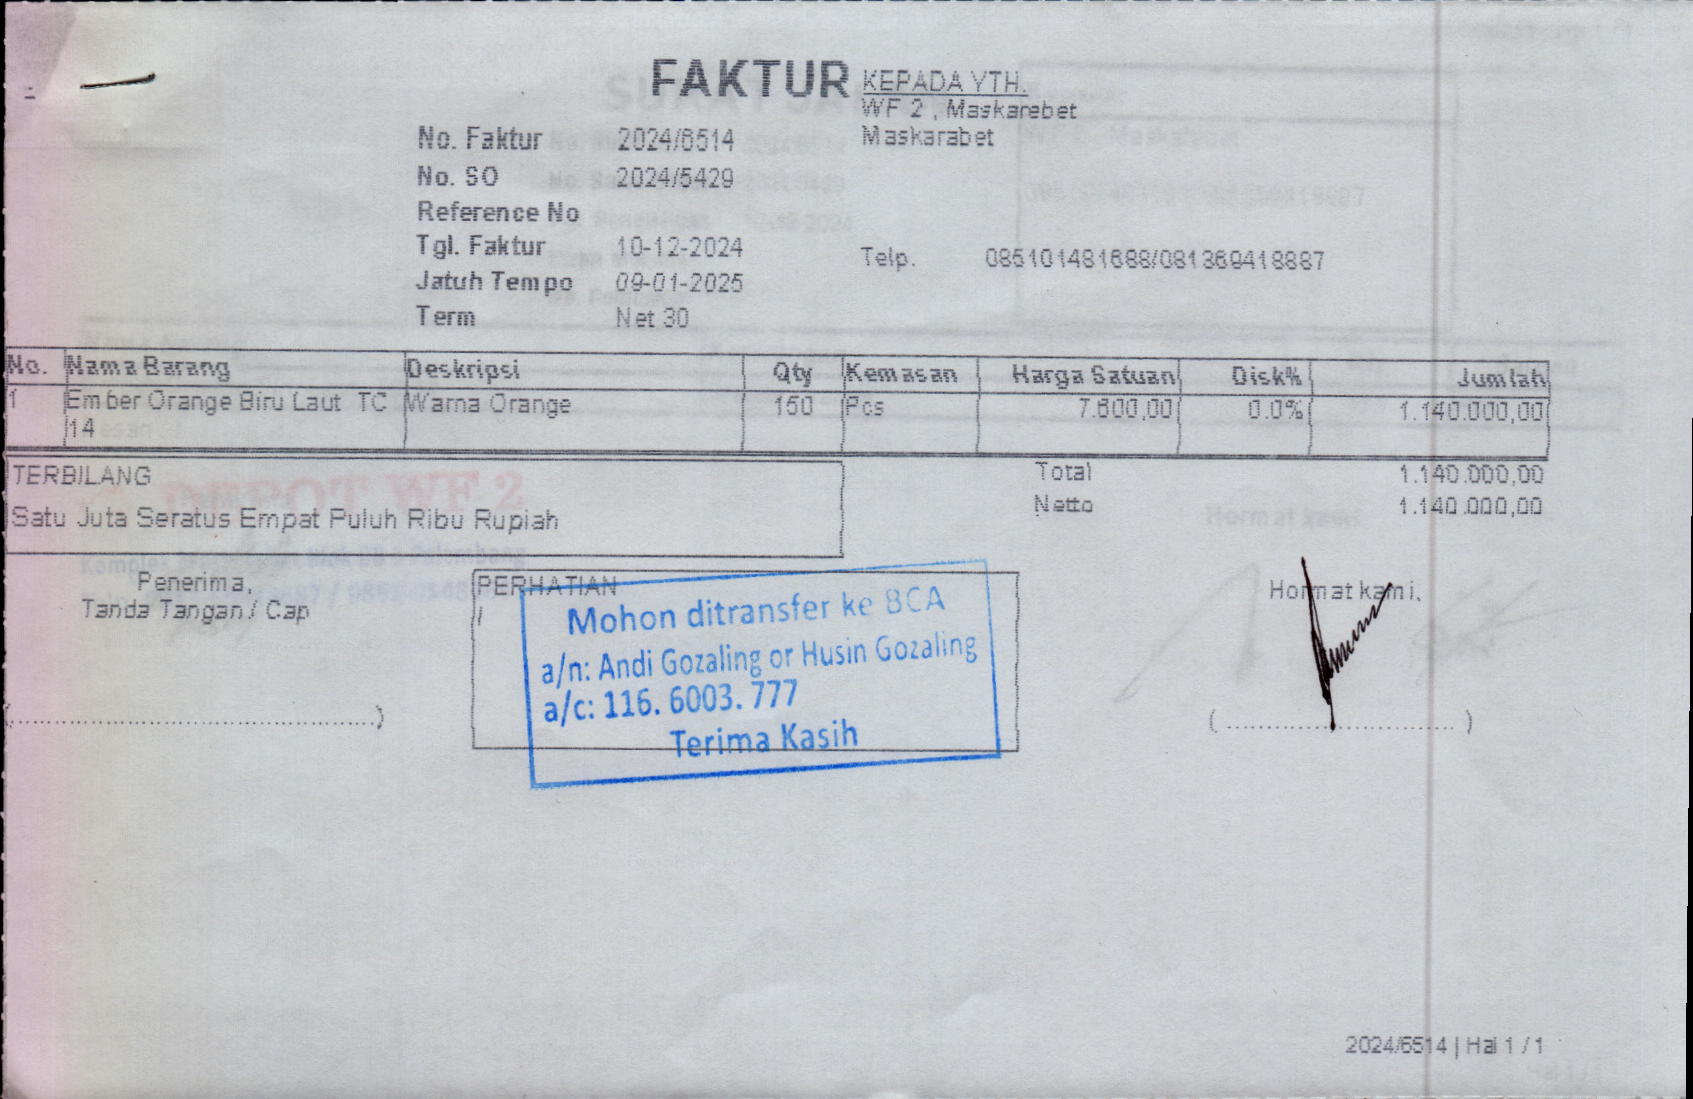 FAKTUR
KEPADA YTH.
WF 2 , Maskarebet
Maskarabet
No. Faktur 2024/6514
No. SO 2024/5429
Reference No
Tgl. Faktur 10-12-2024
Jatuh Tempo 09-01-2025
Term Net 30
Telp. 085101481688/081369418887
No. Nama Barang Deskripsi Qty Kemasan Harga Satuan Disk% Jumlah
1 Ember Orange Biru Laut TC Warna Orange 150 Pcs 7.600,00 0.0% 1.140.000,00
14
TERBILANG
Satu Juta Seratus Empat Puluh Ribu Rupiah
Total 1.140.000,00
Netto 1.140.000,00
DEPOT WF 2
Penerima,
Tanda Tangan / Cap
PERHATIAN
/
Mohon ditransfer ke BCA
a/n: Andi Gozaling or Husin Gozaling
a/c: 116. 6003. 777
Terima Kasih
Hormat kami,
(..........)
( .......... )
2024/6514 | Hal 1 / 1